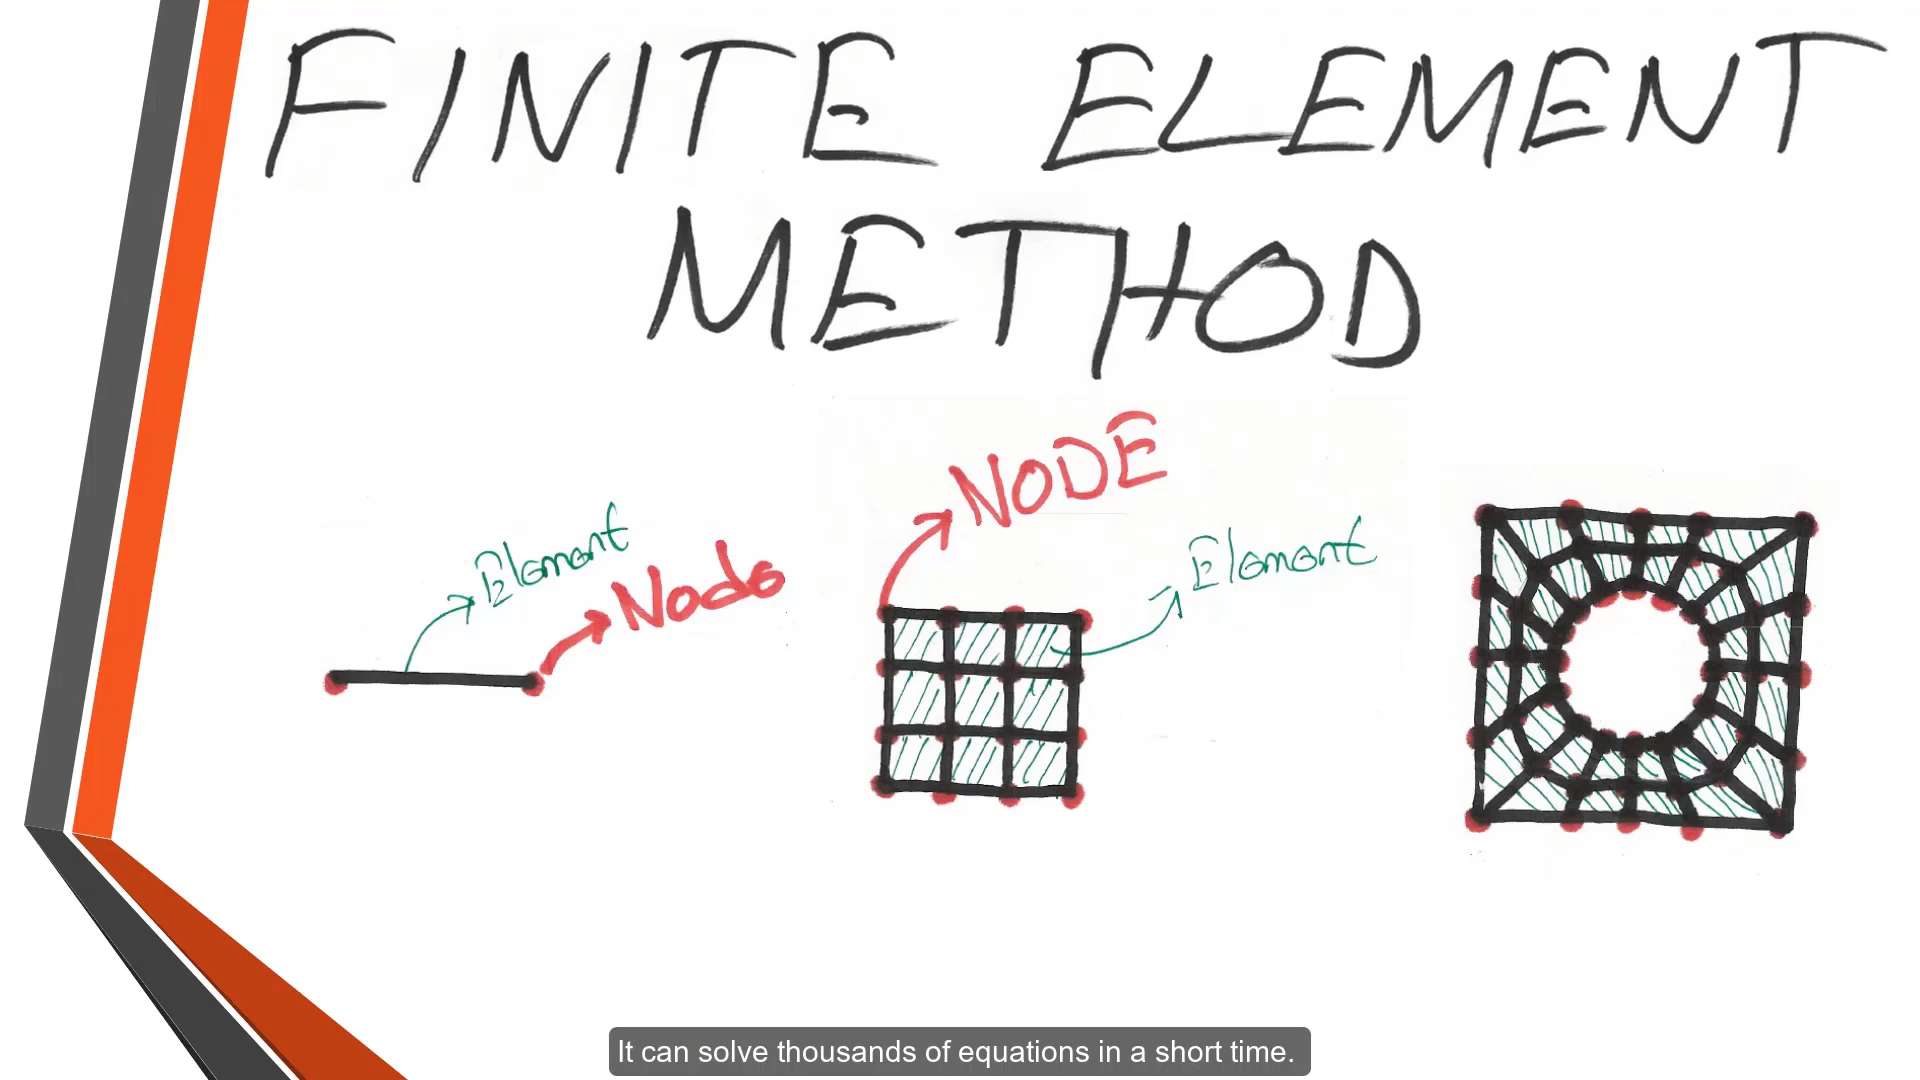 FINITE ELEMENT
METHOD
NODE
Element
Element
Node
It can solve thousands of equations in a short time.